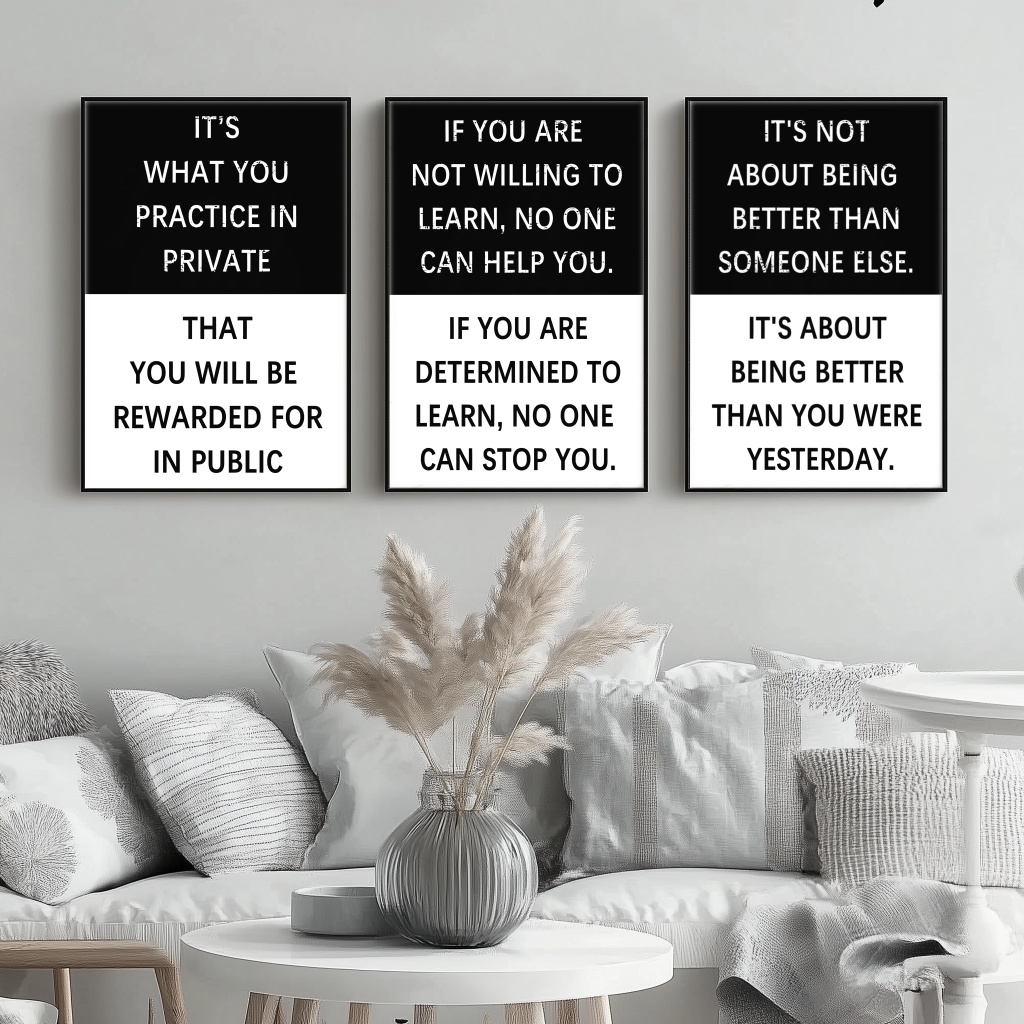 IT'S
WHAT YOU
PRACTICE IN
PRIVATE
THAT
YOU WILL BE
REWARDED FOR
IN PUBLIC
IF YOU ARE
NOT WILLING TO
LEARN, NO ONE
CAN HELP YOU.
IF YOU ARE
DETERMINED TO
LEARN, NO ONE
CAN STOP YOU.
IT'S NOT
ABOUT BEING
BETTER THAN
SOMEONE ELSE.
IT'S ABOUT
BEING BETTER
THAN YOU WERE
YESTERDAY.